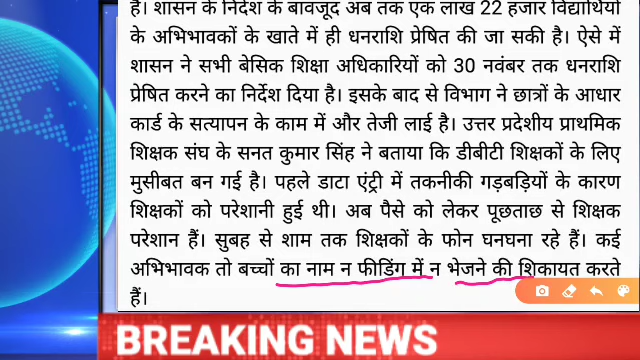 है। शासन के निर्देश के बावजूद अब तक एक लाख 22 हजार विद्यार्थियों
के अभिभावकों के खाते में ही धनराशि प्रेषित की जा सकी है। ऐसे में
शासन ने सभी बेसिक शिक्षा अधिकारियों को 30 नवंबर तक धनराशि
प्रेषित करने का निर्देश दिया है। इसके बाद से विभाग ने छात्रों के आधार
कार्ड के सत्यापन के काम में और तेजी लाई है। उत्तर प्रदेशीय प्राथमिक
शिक्षक संघ के सनत कुमार सिंह ने बताया कि डीबीटी शिक्षकों के लिए
मुसीबत बन गई है। पहले डाटा एंट्री में तकनीकी गड़बड़ियों के कारण
शिक्षकों को परेशानी हुई थी। अब पैसे को लेकर पूछताछ से शिक्षक
परेशान हैं। सुबह से शाम तक शिक्षकों के फोन घनघना रहे हैं। कई
अभिभावक तो बच्चों का नाम न फीडिंग में न भेजने की शिकायत करते
हैं।
BREAKING NEWS